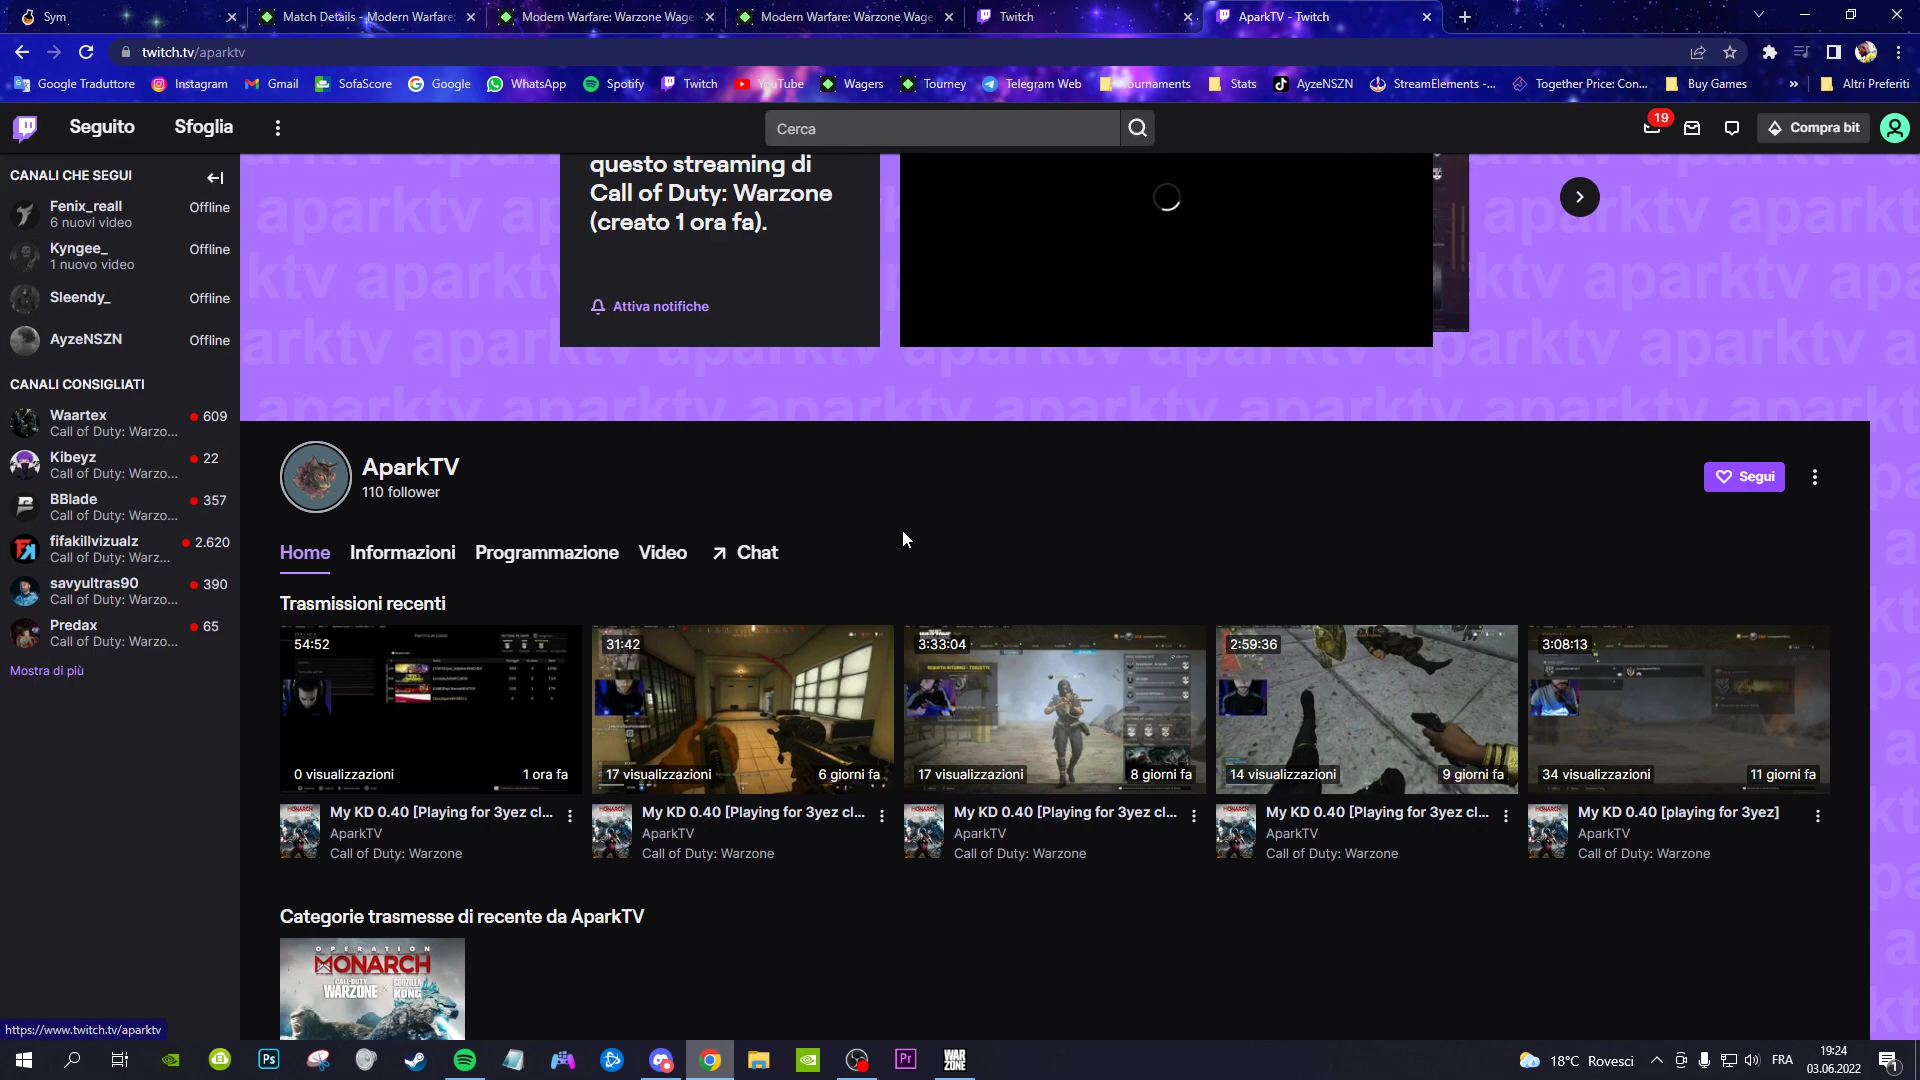 Sym
Match Details - Modern Warfare:
Modern Warfare: Warzone Wage
Modern Warfare: Warzone Wage
Twitch
AparkTV - Twitch
twitch.tv/aparktv
Google Traduttore
Instagram
Gmail
SofaScore
Google
WhatsApp
Spotify
Twitch
YouTube
Wagers
Tourney
Telegram Web
Tournaments
Stats
AyzeNSZN
StreamElements -...
Together Price: Con...
Buy Games
»
Altri Preferiti
Seguito
Sfoglia
Cerca
19
Compra bit
CANALI CHE SEGUI
Fenix_reall
Offline
6 nuovi video
Kyngee_
Offline
1 nuovo video
Sleendy_
Offline
AyzeNSZN
Offline
CANALI CONSIGLIATI
Waartex
609
Call of Duty: Warzo...
Kibeyz
22
Call of Duty: Warzo...
BBlade
357
Call of Duty: Warzo...
fifakillvizualz
2.620
Call of Duty: Warz...
savyultras90
390
Call of Duty: Warzo...
Predax
65
Call of Duty: Warzo...
Mostra di più
questo streaming di
Call of Duty: Warzone
(creato 1 ora fa).
Attiva notifiche
AparkTV
110 follower
Segui
Home
Informazioni
Programmazione
Video
Chat
Trasmissioni recenti
54:52
0 visualizzazioni
1 ora fa
My KD 0.40 [Playing for 3yez cl...
AparkTV
Call of Duty: Warzone
31:42
17 visualizzazioni
6 giorni fa
My KD 0.40 [Playing for 3yez cl...
AparkTV
Call of Duty: Warzone
3:33:04
17 visualizzazioni
8 giorni fa
My KD 0.40 [Playing for 3yez cl...
AparkTV
Call of Duty: Warzone
2:59:36
14 visualizzazioni
9 giorni fa
My KD 0.40 [Playing for 3yez cl...
AparkTV
Call of Duty: Warzone
3:08:13
34 visualizzazioni
11 giorni fa
My KD 0.40 [playing for 3yez]
AparkTV
Call of Duty: Warzone
Categorie trasmesse di recente da AparkTV
OPERATION
MONARCH
CALL OF DUTY
WARZONE
GODZILLA
KONG
https://www.twitch.tv/aparktv
Ps
Pr
WAR
ZONE
18°C Rovesci
FRA
19:24
03.06.2022
1